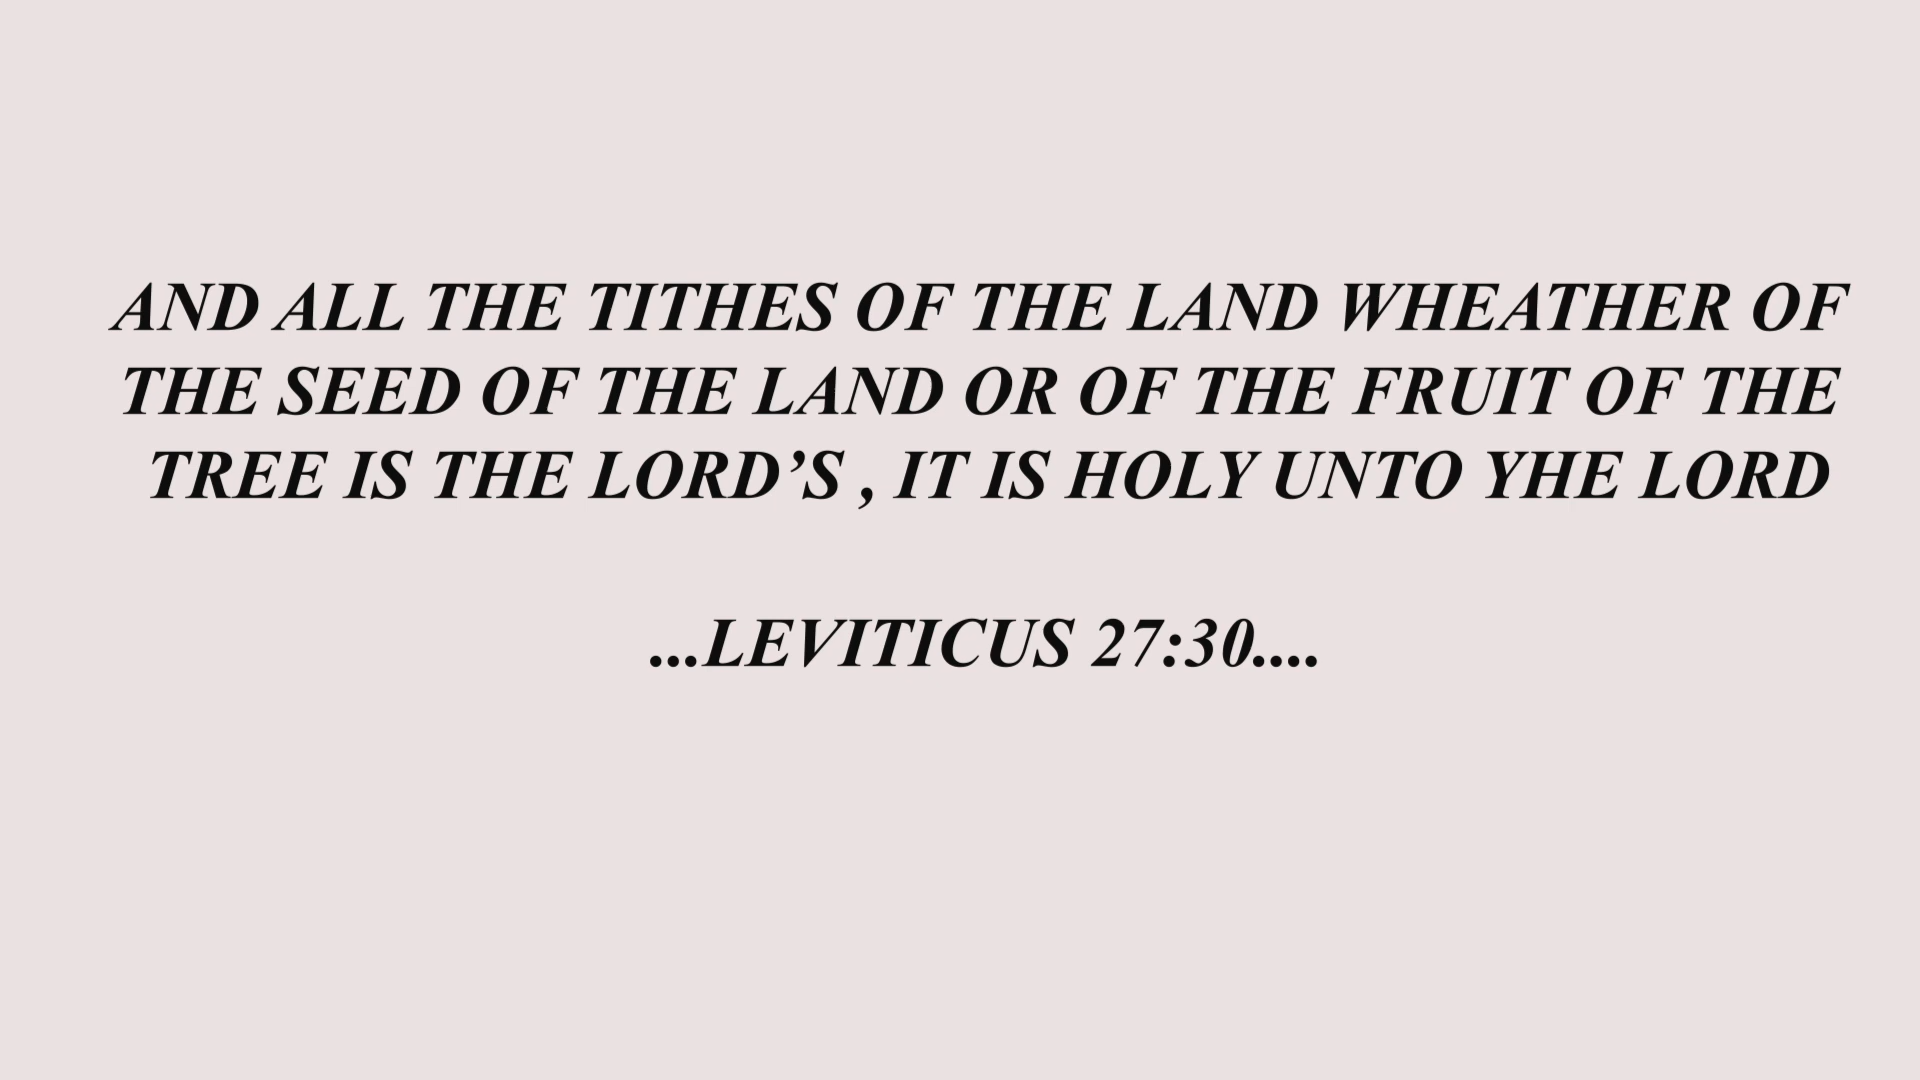 AND ALL THE TITHES OF THE LAND WHEATHER OF
THE SEED OF THE LAND OR OF THE FRUIT OF THE
TREE IS THE LORD’S , IT IS HOLY UNTO YHE LORD
...LEVITICUS 27:30....